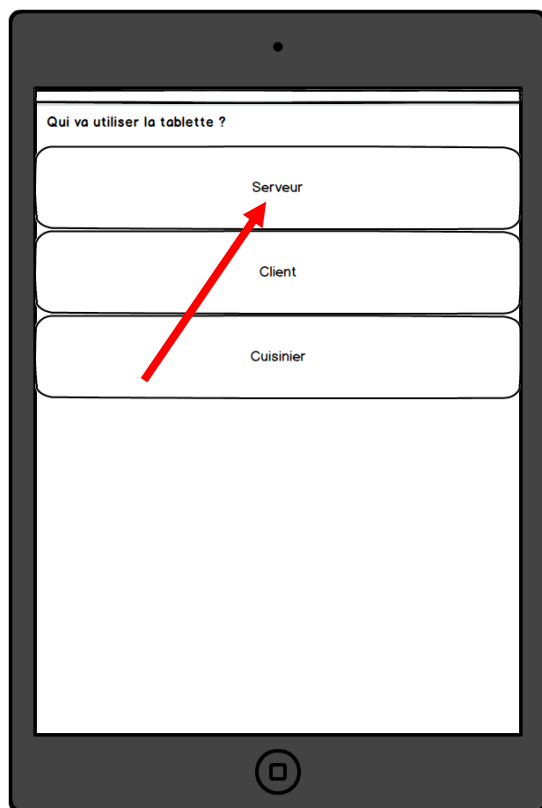 Qui va utiliser la tablette ?
Serveur
Client
Cuisinier